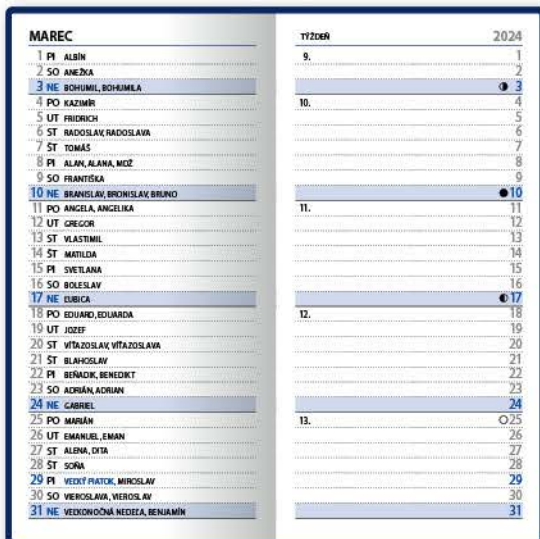 MAREC
1 PI ALBÍN
2 SO ANEŽKA
3 NE BOHUMIL, BOHUMILA
4 PO KAZIMÍR
5 UT FRIDRICH
6 ST RADOSLAV, RADOSLAVA
7 ŠT TOMÁŠ
8 PI ALAN, ALANA, MDŽ
9 SO FRANTIŠKA
10 NE BRANISLAV, BRONISLAV, BRUNO
11 PO ANGELA, ANGELIKA
12 UT GREGOR
13 ST VLASTIMIL
14 ŠT MATILDA
15 PI SVETLANA
16 SO BOLESLAV
17 NE ĽUBICA
18 PO EDUARD, EDUARDA
19 UT JOZEF
20 ST VÍŤAZOSLAV, VÍŤAZOSLAVA
21 ŠT BLAHOSLAV
22 PI BEŇADIK, BENEDIKT
23 SO ADRIÁN, ADRIAN
24 NE GABRIEL
25 PO MARIÁN
26 UT EMANUEL, EMAN
27 ST ALENA, DITA
28 ŠT SOŇA
29 PI VEĽKÝ PIATOK, MIROSLAV
30 SO VIEROSLAVA, VIEROSLAV
31 NE VEĽKONOČNÁ NEDEĽA, BENJAMÍN
TÝŽDEŇ 2024
9. 1
2
3
10. 4
5
6
7
8
9
10
11. 11
12
13
14
15
16
17
12. 18
19
20
21
22
23
24
13. 25
26
27
28
29
30
31